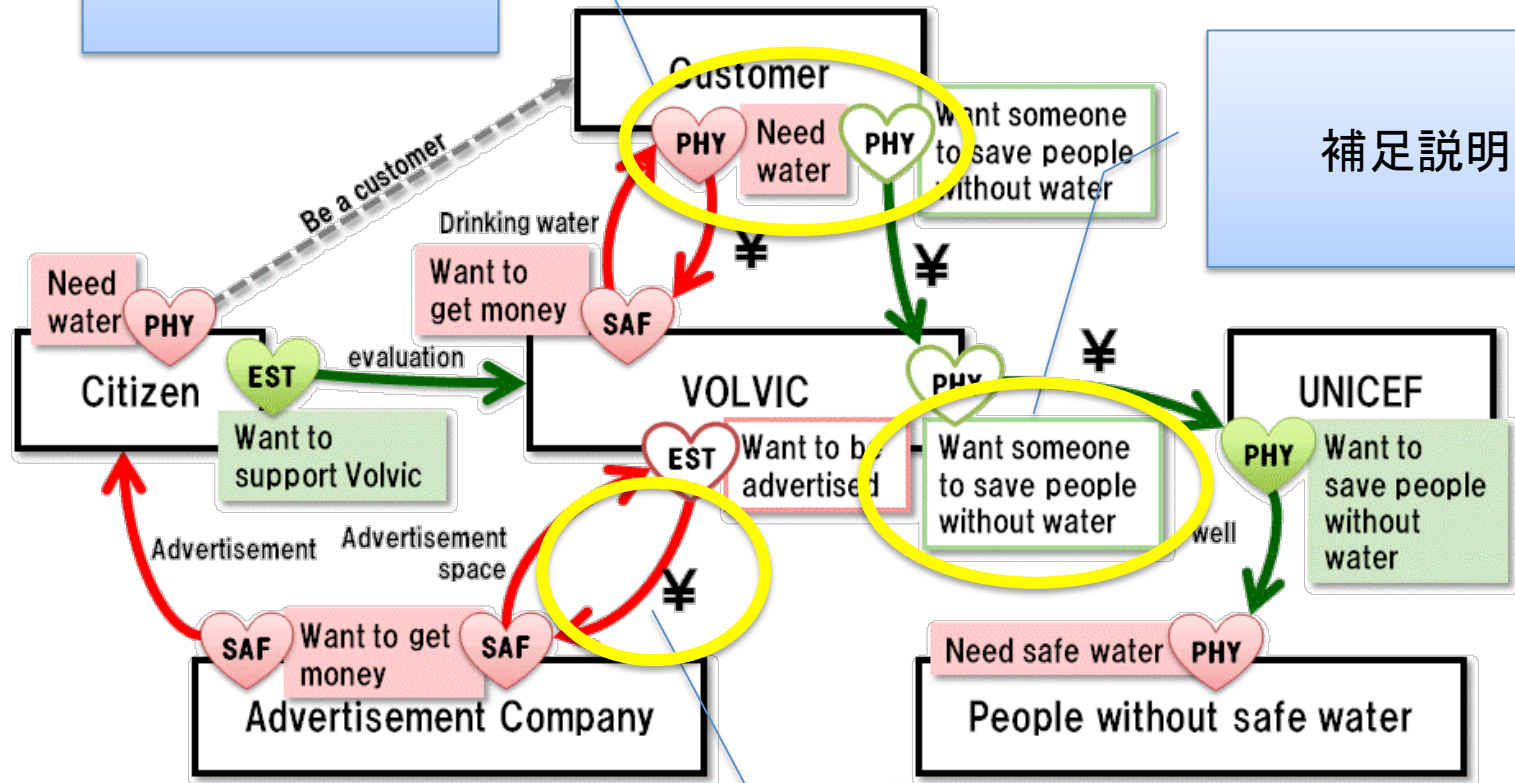 Customer
補足説明
PHY
Need
water
PHY
Want someone
to save people
without water
Be a customer
Drinking water
¥
¥
Want to
get money
SAF
Need
water
PHY
Citizen
EST
evaluation
Want to
support Volvic
VOLVIC
PHY
¥
UNICEF
EST
Want to be
advertised
Want someone
to save people
without water
PHY
Want to
save people
without
water
well
Advertisement
Advertisement
space
¥
SAF
Want to get
money
SAF
Advertisement Company
Need safe water
PHY
People without safe water